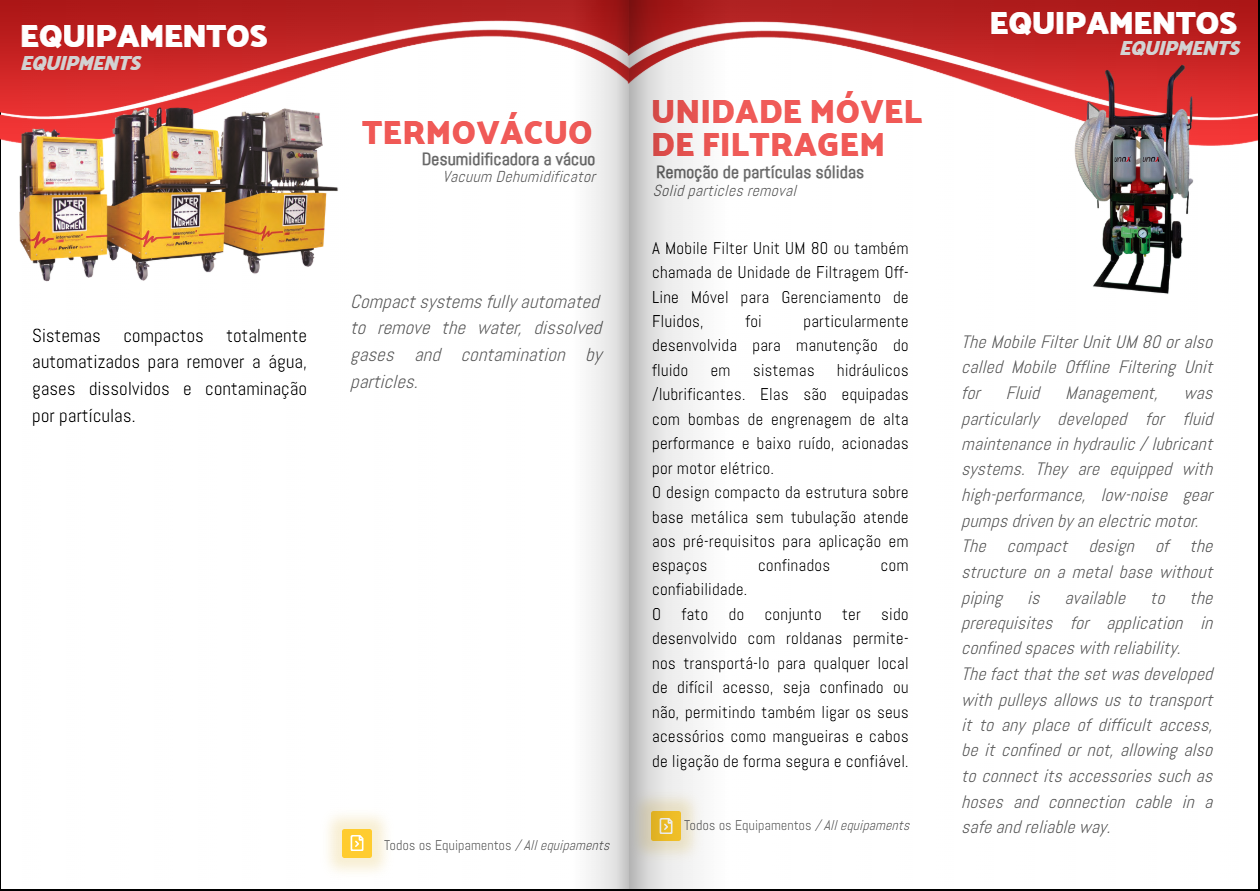 EQUIPAMENTOS
EQUIPMENTS
TERMOVÁCUO
Desumidificadora a vácuo
Vacuum Dehumidificator
INTER
NORMEN
INTER
NORMEN
INTER
NORMEN
Sistemas compactos totalmente
automatizados para remover a água,
gases dissolvidos e contaminação
por partículas.
Compact systems fully automated
to remove the water, dissolved
gases and contamination by
particles.
Todos os Equipamentos / All equipaments
EQUIPAMENTOS
EQUIPMENTS
UNIDADE MÓVEL
DE FILTRAGEM
Remoção de partículas sólidas
Solid particles removal
A Mobile Filter Unit UM 80 ou também
chamada de Unidade de Filtragem Off-
Line Móvel para Gerenciamento de
Fluidos, foi particularmente
desenvolvida para manutenção do
fluido em sistemas hidráulicos
/lubrificantes. Elas são equipadas
com bombas de engrenagem de alta
performance e baixo ruído, acionadas
por motor elétrico.
O design compacto da estrutura sobre
base metálica sem tubulação atende
aos pré-requisitos para aplicação em
espaços confinados com
confiabilidade.
O fato do conjunto ter sido
desenvolvido com roldanas permite-
nos transportá-lo para qualquer local
de difícil acesso, seja confinado ou
não, permitindo também ligar os seus
acessórios como mangueiras e cabos
de ligação de forma segura e confiável.
Todos os Equipamentos / All equipaments
The Mobile Filter Unit UM 80 or also
called Mobile Offline Filtering Unit
for Fluid Management, was
particularly developed for fluid
maintenance in hydraulic / lubricant
systems. They are equipped with
high-performance, low-noise gear
pumps driven by an electric motor.
The compact design of the
structure on a metal base without
piping is available to the
prerequisites for application in
confined spaces with reliability.
The fact that the set was developed
with pulleys allows us to transport
it to any place of difficult access,
be it confined or not, allowing also
to connect its accessories such as
hoses and connection cable in a
safe and reliable way.